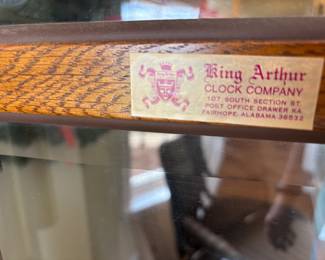 King Arthur
CLOCK COMPANY
107 SOUTH SECTION ST.
POST OFFICE DRAWER KA
FAIRHOPE, ALABAMA 36532